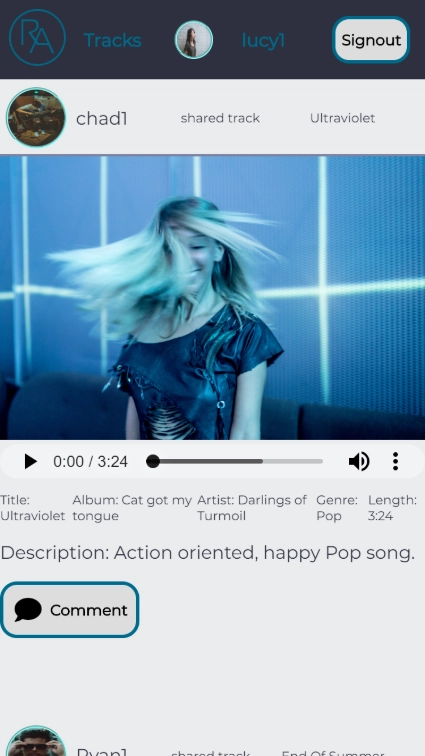 RA Tracks lucy1 Signout
chad1 shared track Ultraviolet
0:00 / 3:24
Title: Album: Cat got my Artist: Darlings of Genre: Length:
Ultraviolet tongue Turmoil Pop 3:24
Description: Action oriented, happy Pop song.
Comment
Ryan1 shared track End Of Summer